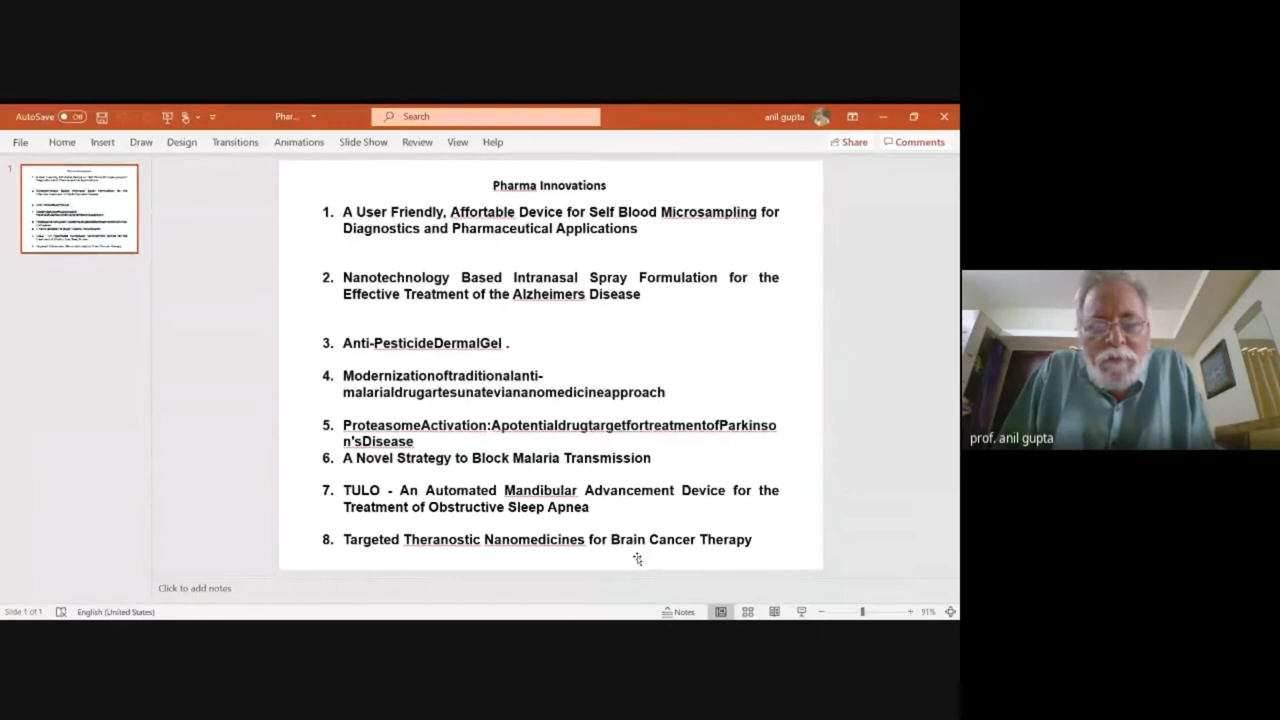 AutoSave Off Phar... Search anil gupta
File Home Insert Draw Design Transitions Animations Slide Show Review View Help Share Comments
1
Pharma Innovations
1. A User Friendly, Affortable Device for Self Blood Microsampling for
Diagnostics and Pharmaceutical Applications
2. Nanotechnology Based Intranasal Spray Formulation for the
Effective Treatment of the Alzheimers Disease
3. Anti-PesticideDermalGel .
4. Modernizationoftraditionalanti-
malarialdrugartesunateviananomedicineapproach
5. ProteasomeActivation:ApotentialdrugtargetfortreatmentofParkinso
n'sDisease
6. A Novel Strategy to Block Malaria Transmission
7. TULO - An Automated Mandibular Advancement Device for the
Treatment of Obstructive Sleep Apnea
8. Targeted Theranostic Nanomedicines for Brain Cancer Therapy
prof. anil gupta
Click to add notes
Slide 1 of 1 English (United States) Notes 91%